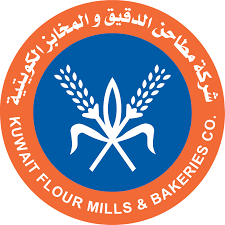 شركة مطاحن الدقيق و المخابز الكويتية
KUWAIT FLOUR MILLS & BAKERIES CO.